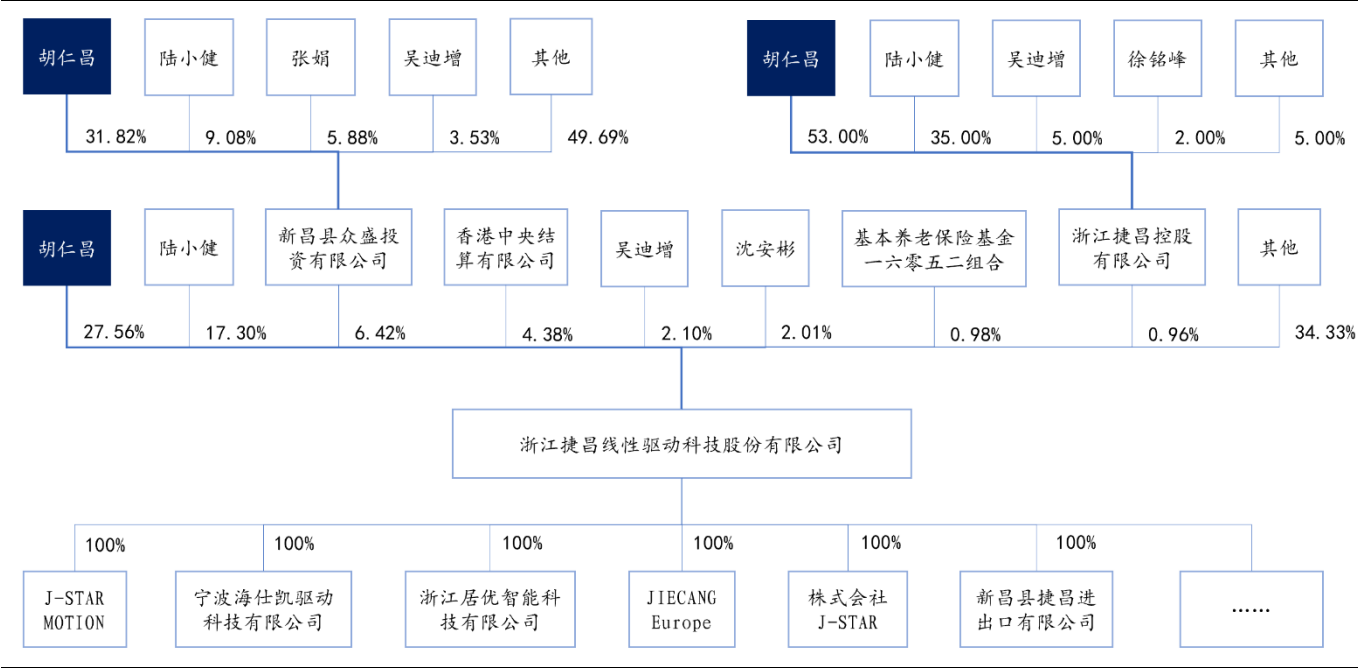 胡仁昌
陆小健
张娟
吴迪增
其他
31.82%
9.08%
5.88%
3.53%
49.69%
胡仁昌
陆小健
吴迪增
徐铭峰
其他
53.00%
35.00%
5.00%
2.00%
5.00%
胡仁昌
陆小健
新昌县众盛投
资有限公司
香港中央结
算有限公司
吴迪增
沈安彬
基本养老保险基金
一六零五二组合
浙江捷昌控股
有限公司
其他
27.56%
17.30%
6.42%
4.38%
2.10%
2.01%
0.98%
0.96%
34.33%
浙江捷昌线性驱动科技股份有限公司
100%
100%
100%
100%
100%
100%
J-STAR
MOTION
宁波海仕凯驱动
科技有限公司
浙江居优智能科
技有限公司
JIECANG
Europe
株式会社
J-STAR
新昌县捷昌进
出口有限公司
……